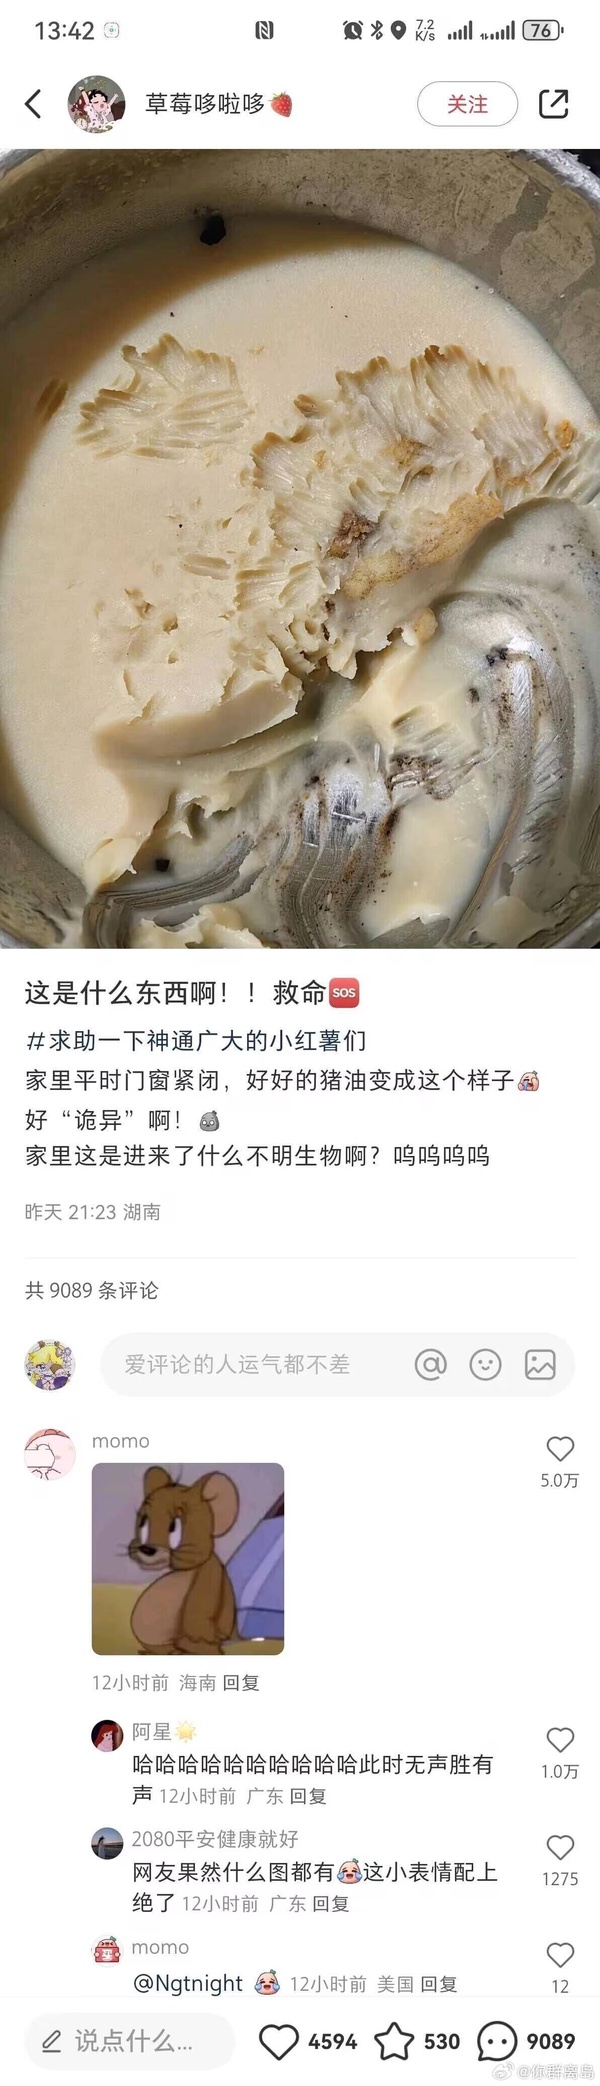 13:42
7.2 K/s
76
草莓哆啦哆🍓
关注
这是什么东西啊！！救命🆘
#求助一下神通广大的小红薯们
家里平时门窗紧闭，好好的猪油变成这个样子
好“诡异”啊！
家里这是进来了什么不明生物啊？呜呜呜呜
昨天 21:23 湖南
共 9089 条评论
爱评论的人运气都不差
momo
5.0万
12小时前 海南 回复
阿星🌟
哈哈哈哈哈哈哈哈哈哈此时无声胜有
声 12小时前 广东 回复
1.0万
2080平安健康就好
网友果然什么图都有😂这小表情配上
绝了 12小时前 广东 回复
1275
momo
@Ngtnight 😂 12小时前 美国 回复
12
说点什么...
4594
530
9089
@你群离岛